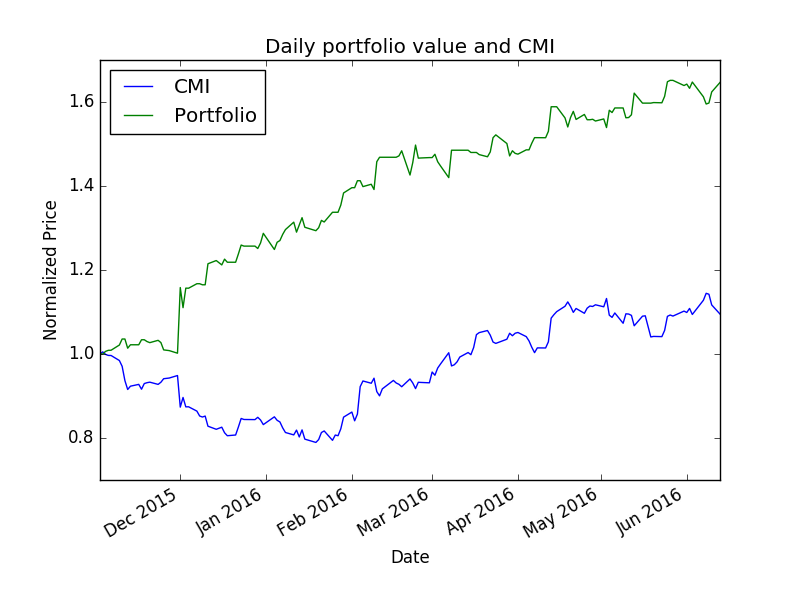 Daily portfolio value and CMI
CMI
Portfolio
1.6
1.4
1.2
1.0
0.8
Normalized Price
Dec 2015
Jan 2016
Feb 2016
Mar 2016
Apr 2016
May 2016
Jun 2016
Date